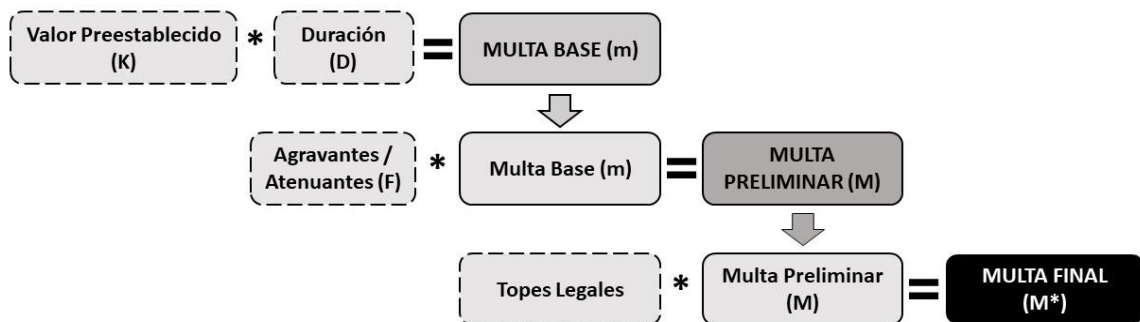 Valor Preestablecido (K) * Duración (D) = MULTA BASE (m)
Agravantes / Atenuantes (F) * Multa Base (m) = MULTA PRELIMINAR (M)
Topes Legales * Multa Preliminar (M) = MULTA FINAL (M*)